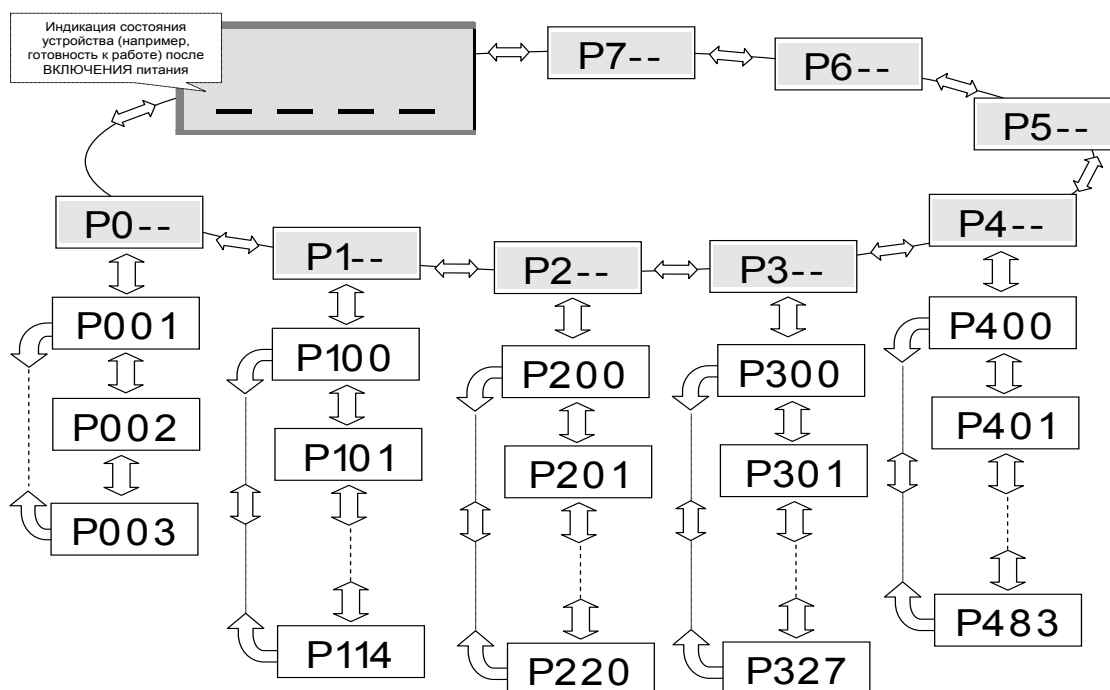 Индикация состояния
устройства (например,
готовность к работе) после
ВКЛЮЧЕНИЯ питания
_ _ _ _
P7--
P6--
P5--
P0--
P1--
P2--
P3--
P4--
P001
P002
P003
P100
P101
P114
P200
P201
P220
P300
P301
P327
P400
P401
P483